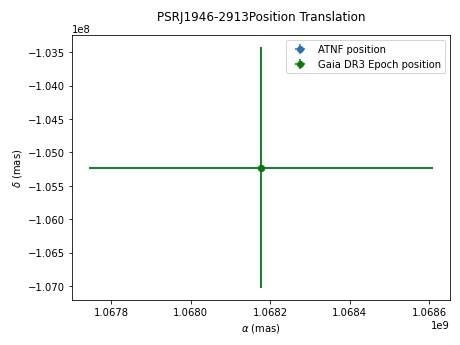 PSRJ1946-2913Position Translation
1e8
ATNF position
Gaia DR3 Epoch position
−1.035
−1.040
−1.045
−1.050
−1.055
−1.060
−1.065
−1.070
δ (mas)
1.0678 1.0680 1.0682 1.0684 1.0686
1e9
α (mas)